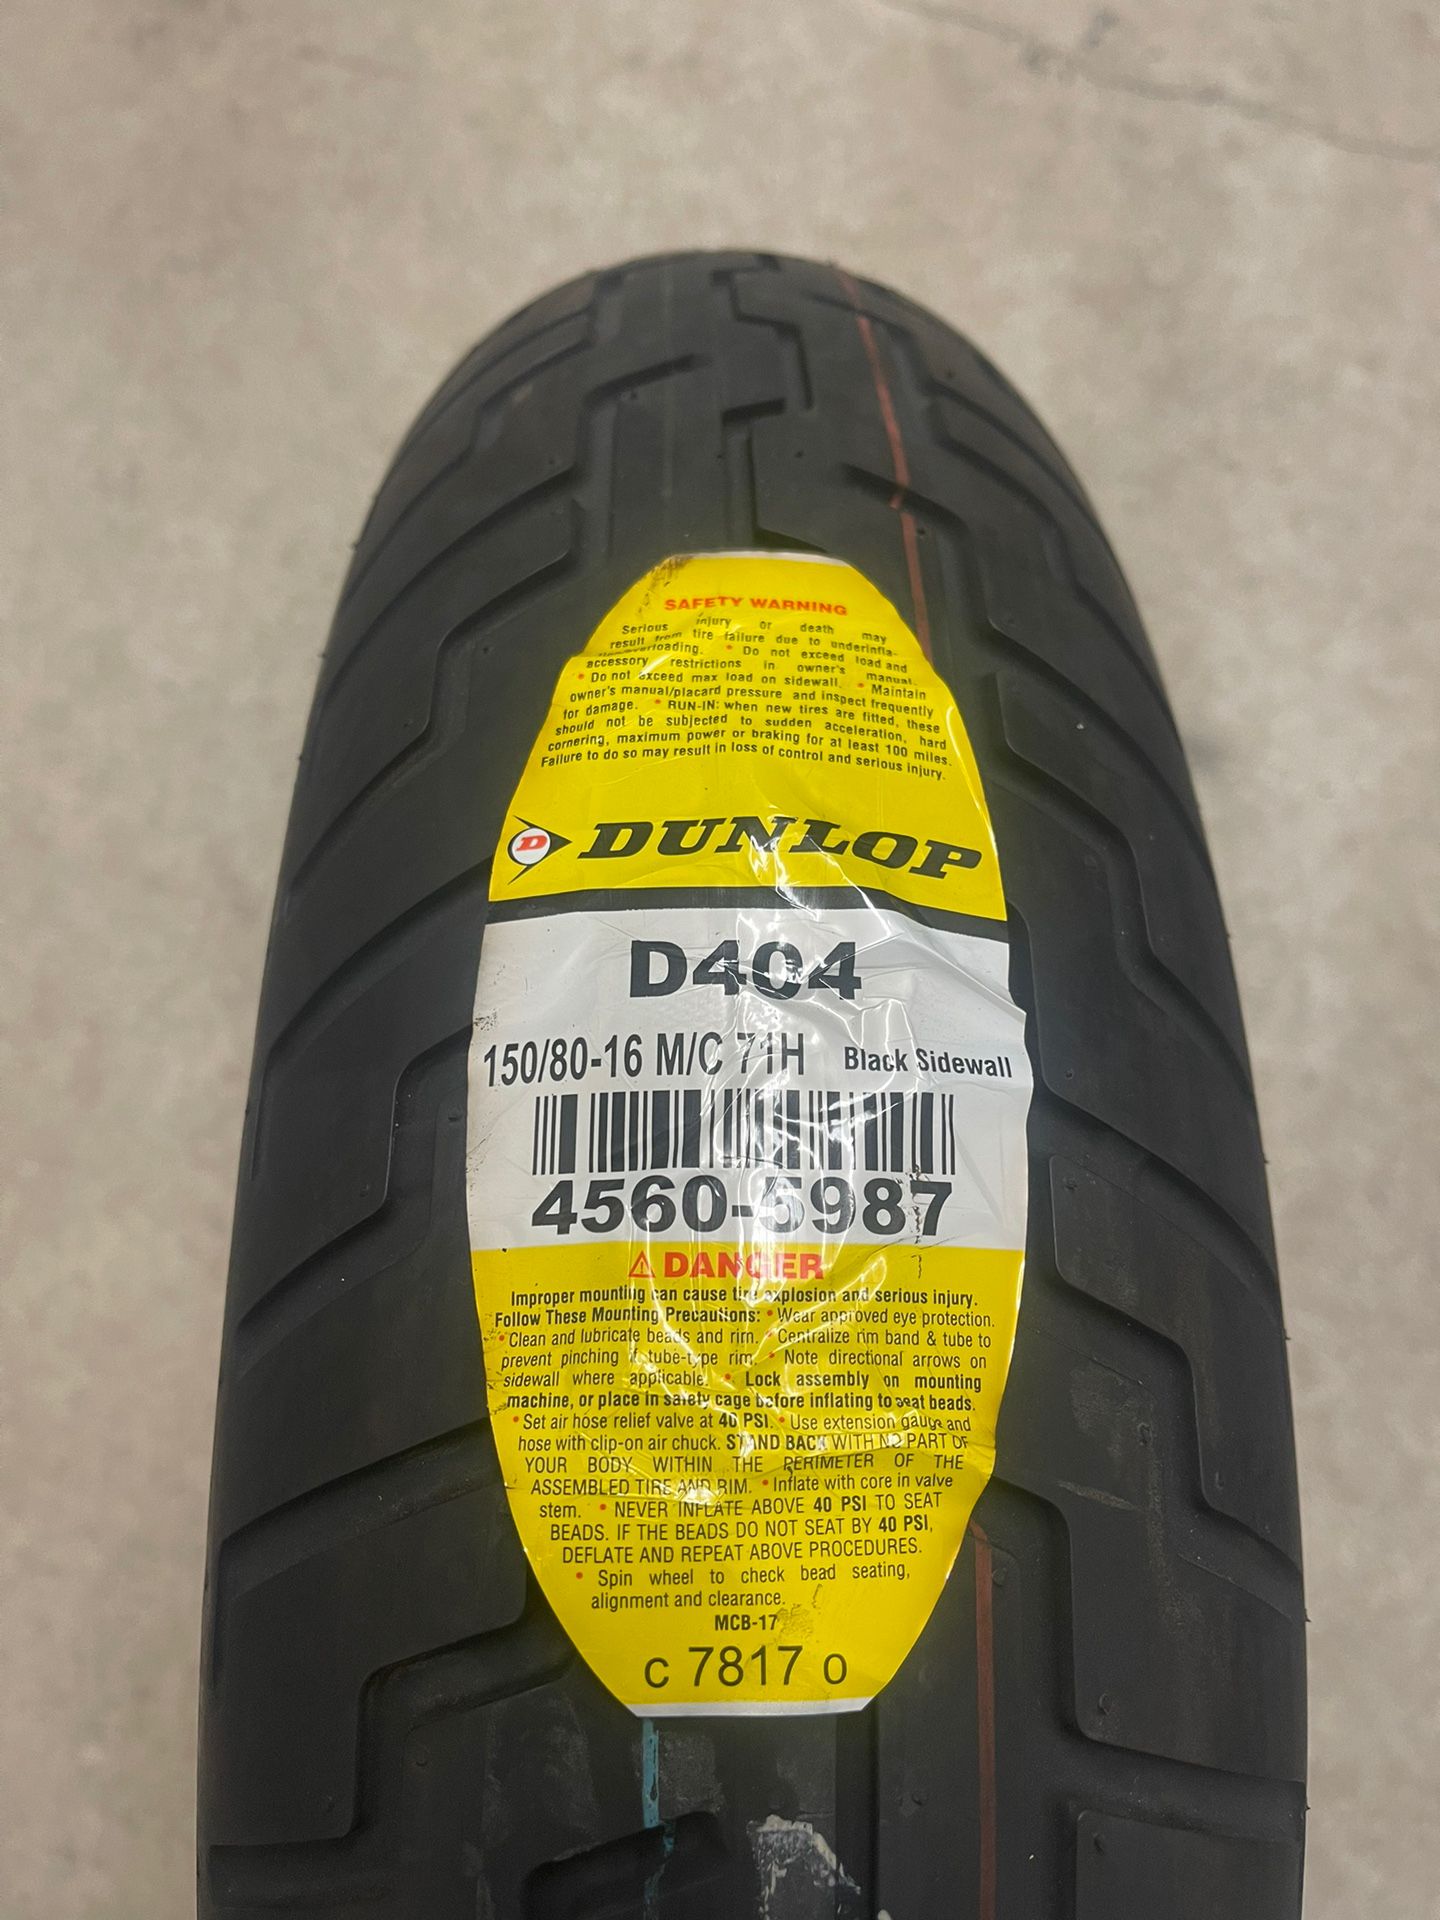 SAFETY WARNING
Serious injury or death may
result from tire failure due to underinfla-
tion/overloading. • Do not exceed load and
accessory restrictions in owner's manual.
• Do not exceed max load on sidewall. • Maintain
owner's manual/placard pressure and inspect frequently
for damage. • RUN-IN: when new tires are fitted, these
should not be subjected to sudden acceleration, hard
cornering, maximum power or braking for at least 100 miles.
Failure to do so may result in loss of control and serious injury.
D DUNLOP
D404
150/80-16 M/C 71H Black Sidewall
4560-5987
⚠ DANGER
Improper mounting can cause tire explosion and serious injury.
Follow These Mounting Precautions: • Wear approved eye protection.
• Clean and lubricate beads and rim. • Centralize rim band & tube to
prevent pinching if tube-type rim. • Note directional arrows on
sidewall where applicable. • Lock assembly on mounting
machine, or place in safety cage before inflating to seat beads.
• Set air hose relief valve at 40 PSI. • Use extension gauge and
hose with clip-on air chuck. STAND BACK WITH NO PART OF
YOUR BODY WITHIN THE PERIMETER OF THE
ASSEMBLED TIRE AND RIM. • Inflate with core in valve
stem. • NEVER INFLATE ABOVE 40 PSI TO SEAT
BEADS. IF THE BEADS DO NOT SEAT BY 40 PSI,
DEFLATE AND REPEAT ABOVE PROCEDURES.
• Spin wheel to check bead seating,
alignment and clearance.
MCB-17
C 7817 O